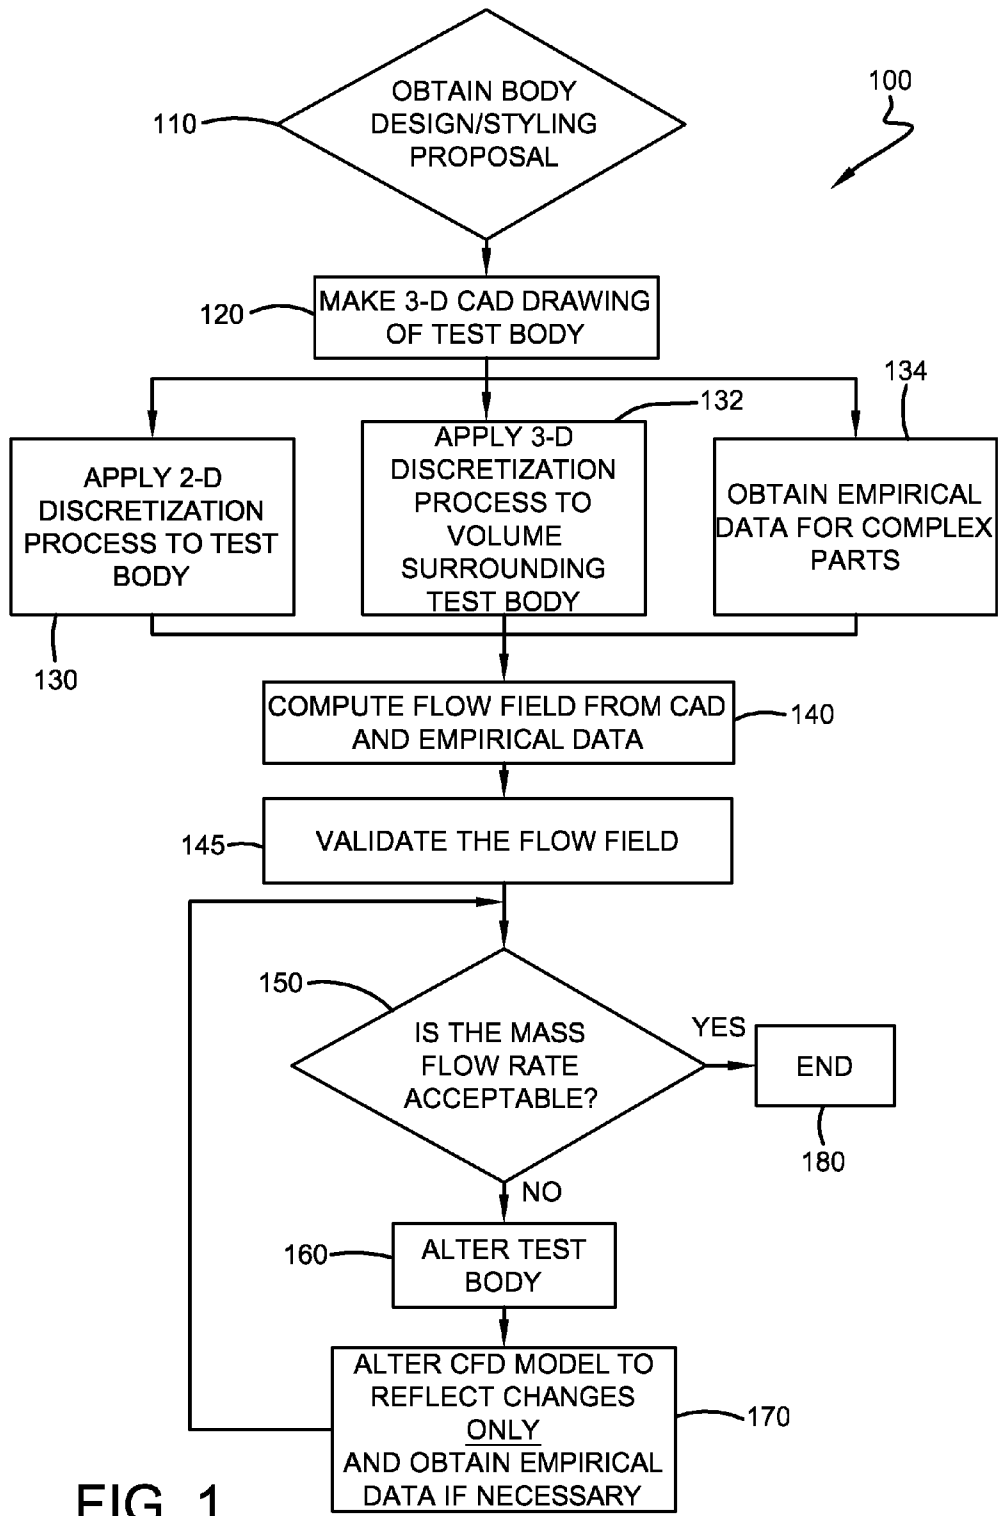 OBTAIN BODY
DESIGN/STYLING
PROPOSAL
110
100
MAKE 3-D CAD DRAWING
OF TEST BODY
120
134
132
APPLY 2-D
DISCRETIZATION
PROCESS TO TEST
BODY
130
APPLY 3-D
DISCRETIZATION
PROCESS TO
VOLUME
SURROUNDING
TEST BODY
OBTAIN EMPIRICAL
DATA FOR COMPLEX
PARTS
COMPUTE FLOW FIELD FROM CAD
AND EMPIRICAL DATA
140
VALIDATE THE FLOW FIELD
145
150
IS THE MASS
FLOW RATE
ACCEPTABLE?
YES
END
180
NO
160
ALTER TEST
BODY
ALTER CFD MODEL TO
REFLECT CHANGES
ONLY
AND OBTAIN EMPIRICAL
DATA IF NECESSARY
170
FIG. 1